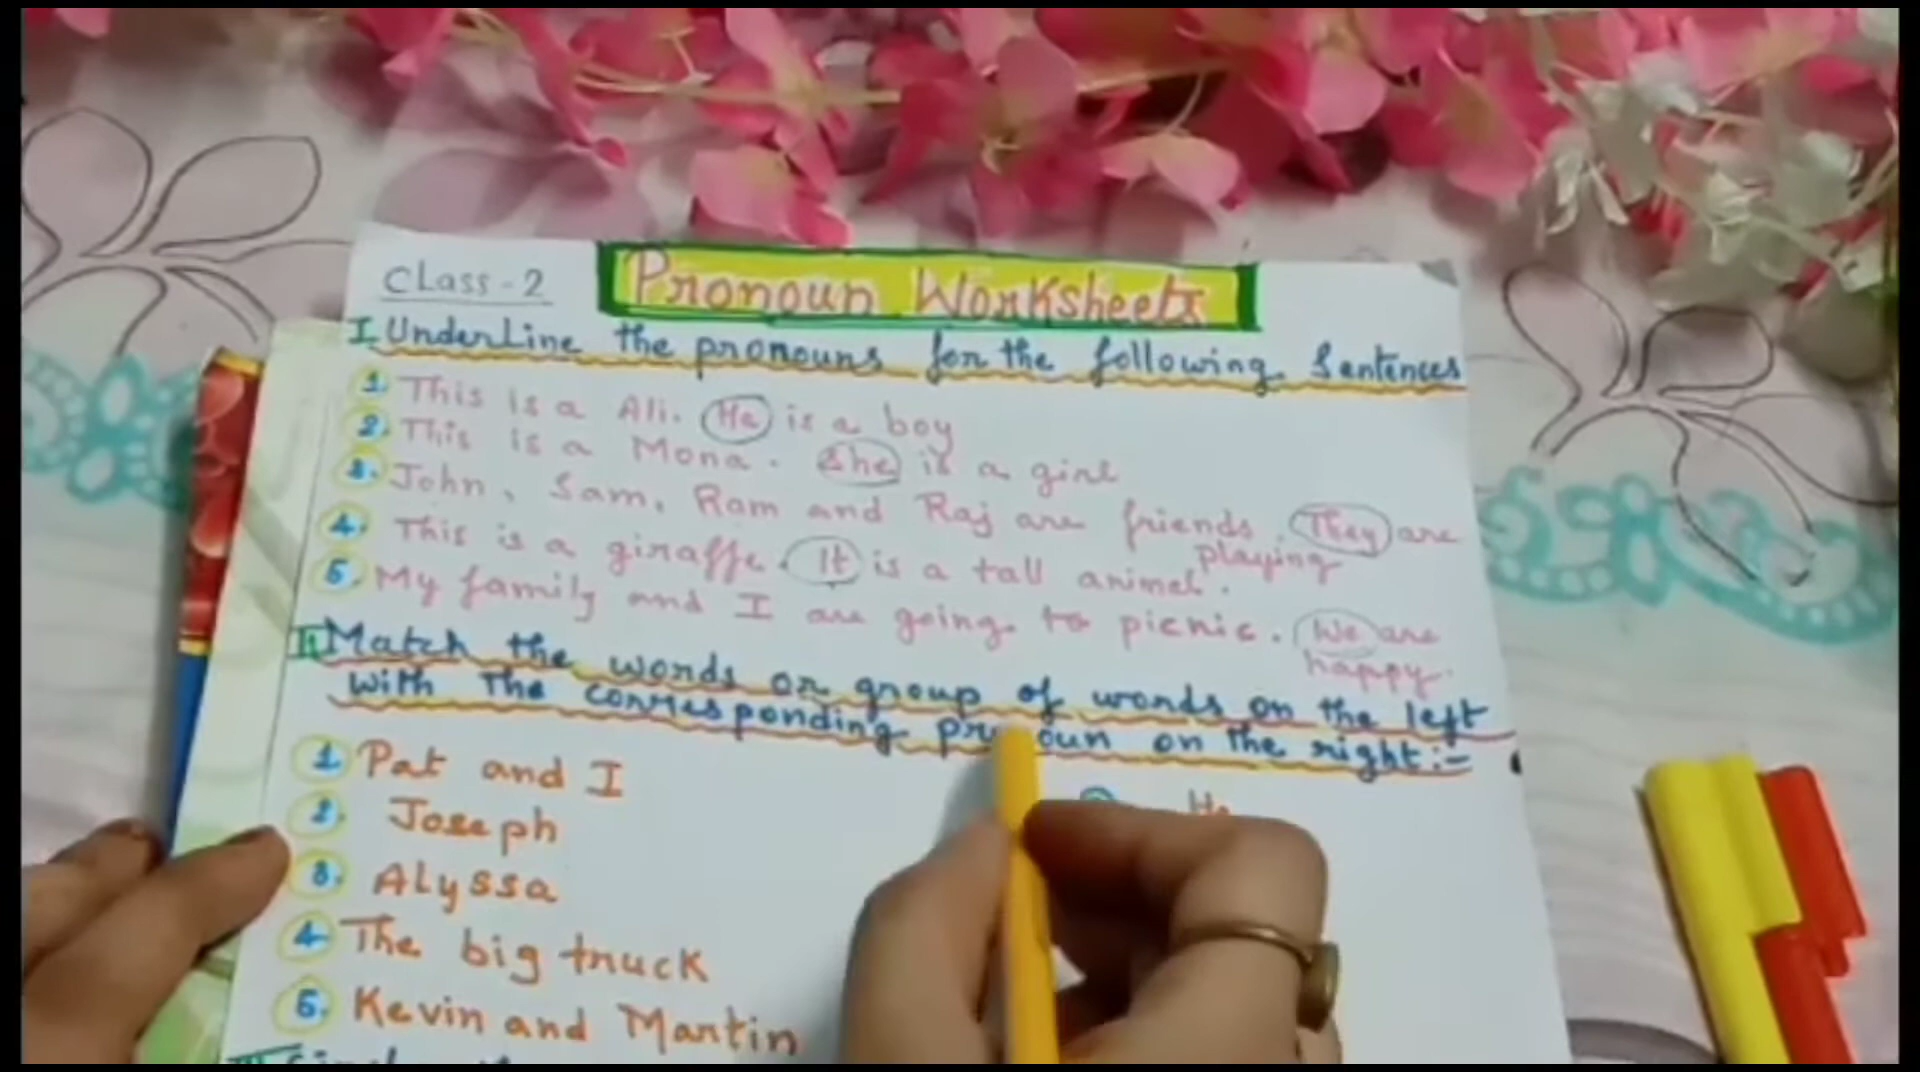 Class-2
Pronoun Worksheets
I. Underline the pronouns for the following sentences
1. This is a Ali. He is a boy
2. This is a Mona. She is a girl
3. John, Sam, Ram and Raj are friends. They are
playing
4. This is a giraffe. It is a tall animal.
5. My family and I are going to picnic. We are
happy.
II. Match the words or group of words on the left
with the corresponding pronoun on the right:-
1. Pat and I
He
2. Joseph
3. Alyssa
4. The big truck
5. Kevin and Martin
III